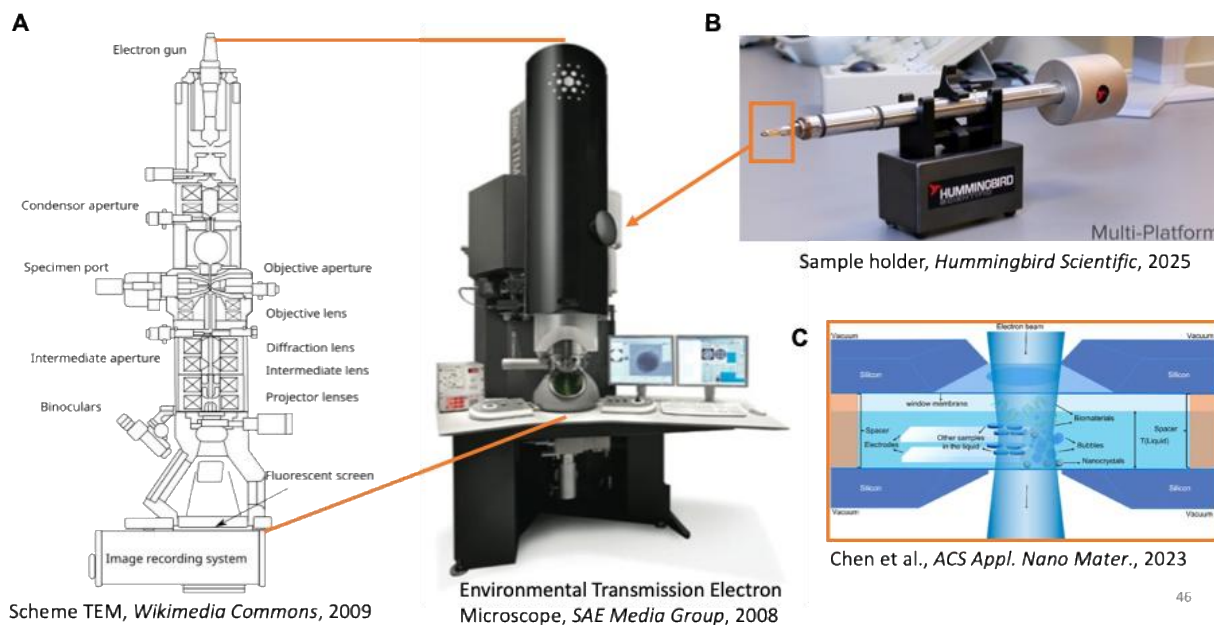 A
Electron gun
Condensor aperture
Specimen port
Objective aperture
Objective lens
Diffraction lens
Intermediate aperture
Intermediate lens
Projector lenses
Binoculars
Fluorescent screen
Image recording system
Scheme TEM, Wikimedia Commons, 2009
Environmental Transmission Electron
Microscope, SAE Media Group, 2008
B
HUMMINGBIRD
Multi-Platform
Sample holder, Hummingbird Scientific, 2025
C
Electron beam
Vacuum
Vacuum
Silicon
Silicon
window membrane
Biomaterials
Spacer
Electrodes
Other samples
in the liquid
Bubbles
Nanocrystals
T(Liquid)
Spacer
Silicon
Silicon
Vacuum
Vacuum
Chen et al., ACS Appl. Nano Mater., 2023
46